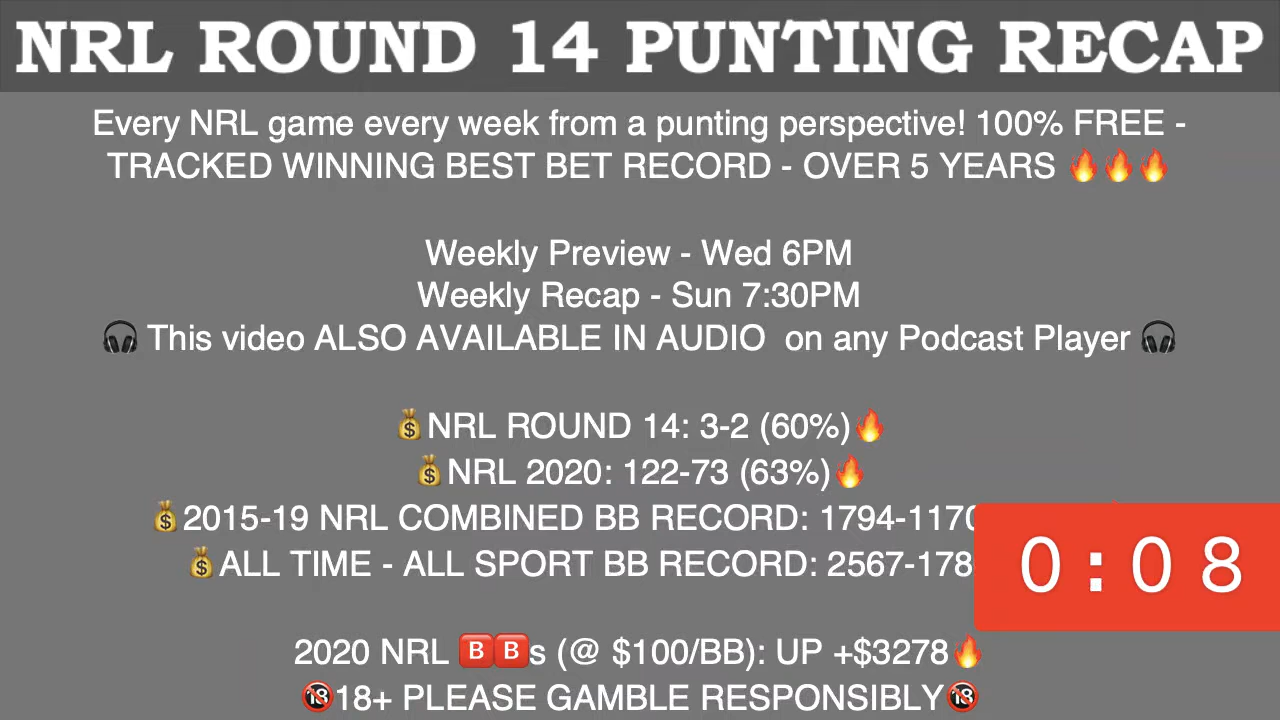 NRL ROUND 14 PUNTING RECAP
Every NRL game every week from a punting perspective! 100% FREE -
TRACKED WINNING BEST BET RECORD - OVER 5 YEARS 🔥🔥🔥
Weekly Preview - Wed 6PM
Weekly Recap - Sun 7:30PM
🎧 This video ALSO AVAILABLE IN AUDIO on any Podcast Player 🎧
💰NRL ROUND 14: 3-2 (60%)🔥
💰NRL 2020: 122-73 (63%)🔥
💰2015-19 NRL COMBINED BB RECORD: 1794-1170
💰ALL TIME - ALL SPORT BB RECORD: 2567-178
0:08
2020 NRL 🅱🅱s (@ $100/BB): UP +$3278🔥
🔞18+ PLEASE GAMBLE RESPONSIBLY🔞